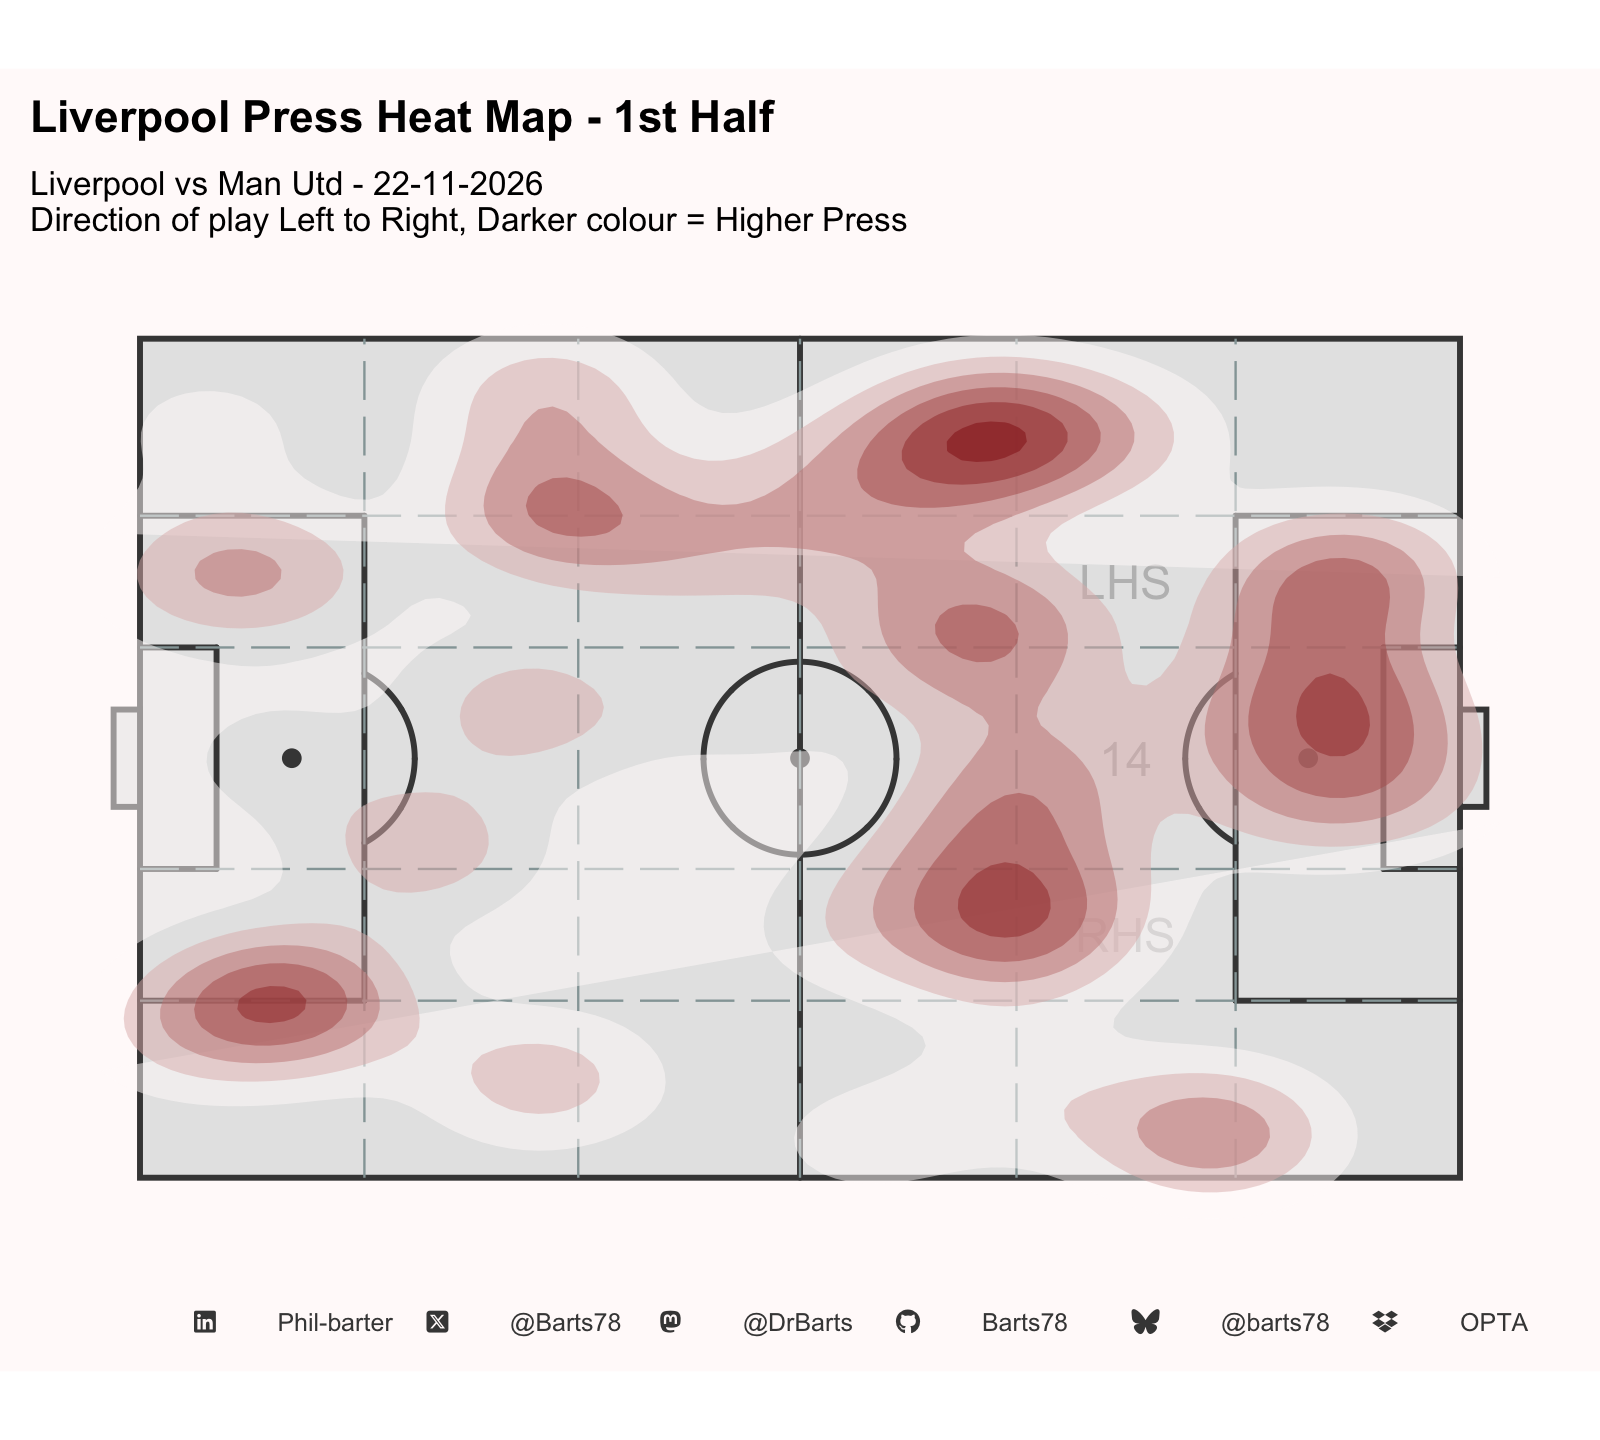 Liverpool Press Heat Map - 1st Half
Liverpool vs Man Utd - 22-11-2026
Direction of play Left to Right, Darker colour = Higher Press
LHS
14
RHS
Phil-barter @Barts78 @DrBarts Barts78 @barts78 OPTA